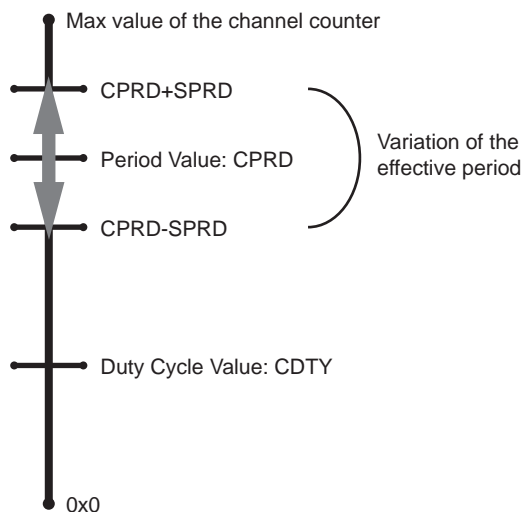 Max value of the channel counter
CPRD+SPRD
Period Value: CPRD
Variation of the
effective period
CPRD-SPRD
Duty Cycle Value: CDTY
0x0